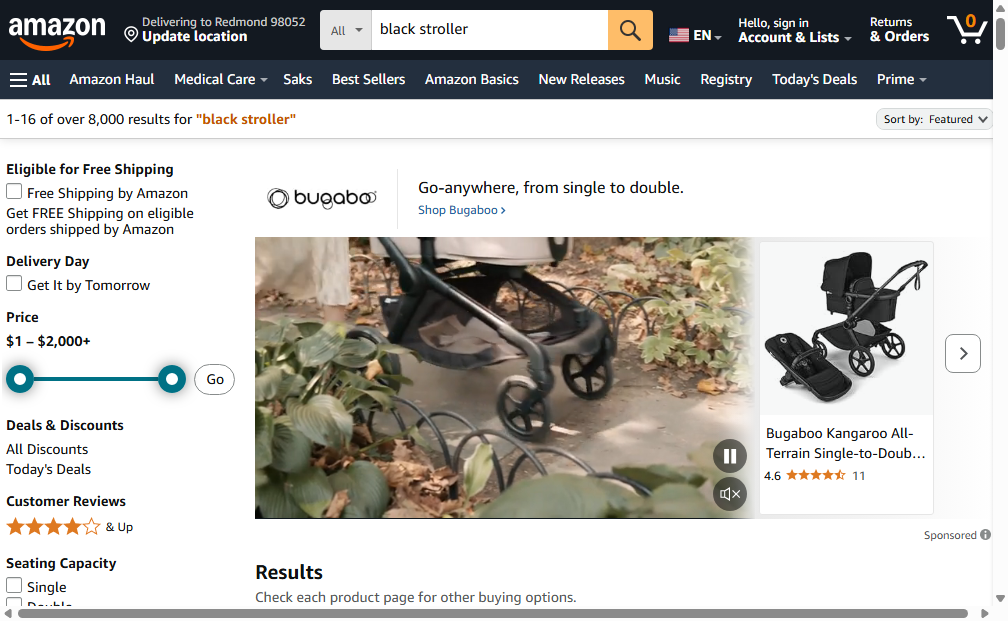 amazon
Delivering to Redmond 98052
Update location
All
black stroller
EN
Hello, sign in
Account & Lists
Returns
& Orders
0
All
Amazon Haul
Medical Care
Saks
Best Sellers
Amazon Basics
New Releases
Music
Registry
Today's Deals
Prime
1-16 of over 8,000 results for "black stroller"
Sort by: Featured
Eligible for Free Shipping
Free Shipping by Amazon
Get FREE Shipping on eligible
orders shipped by Amazon
Delivery Day
Get It by Tomorrow
Price
$1 – $2,000+
Go
Deals & Discounts
All Discounts
Today's Deals
Customer Reviews
& Up
Seating Capacity
Single
Double
bugaboo
Go-anywhere, from single to double.
Shop Bugaboo ›
Bugaboo Kangaroo All-
Terrain Single-to-Doub...
4.6
11
Sponsored
Results
Check each product page for other buying options.